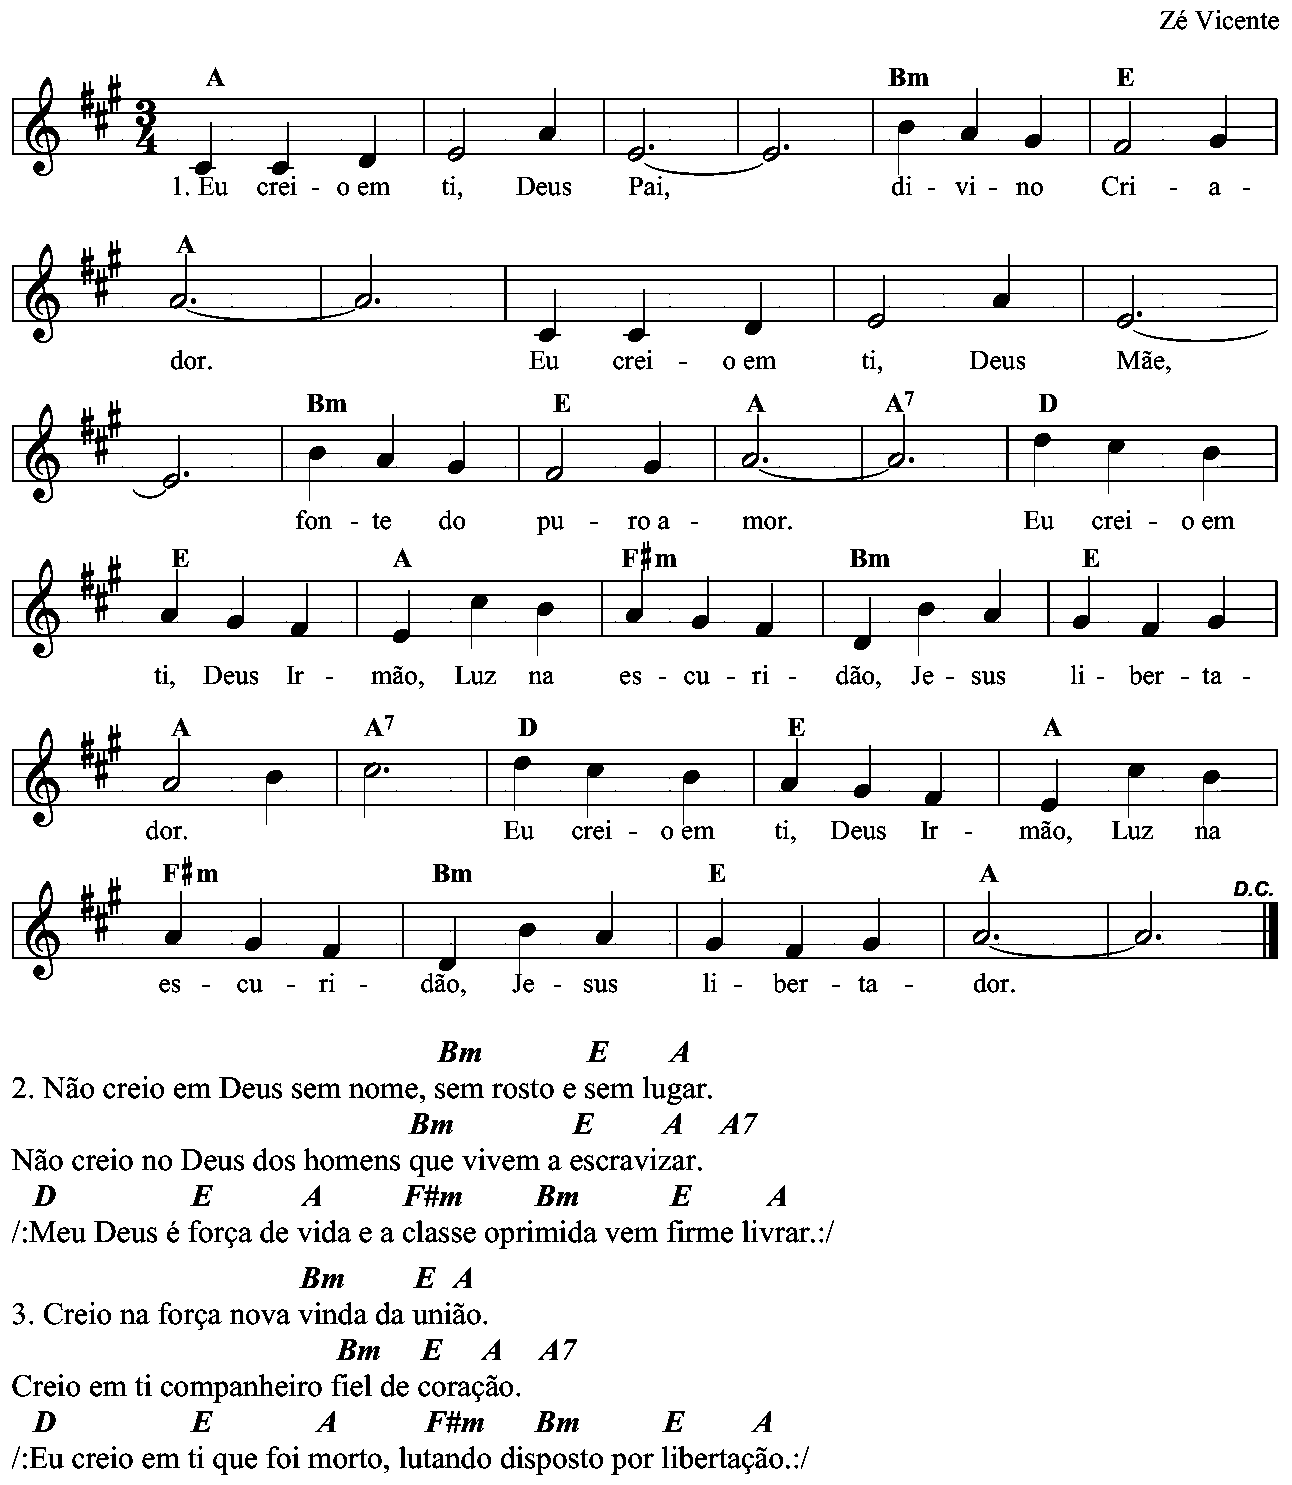 Zé Vicente
A Bm E
3/4
1. Eu crei - o em ti, Deus Pai, di - vi - no Cri - a -
A
dor. Eu crei - o em ti, Deus Mãe,
Bm E A A7 D
fon - te do pu - ro a - mor. Eu crei - o em
E A F#m Bm E
ti, Deus Ir - mão, Luz na es - cu - ri - dão, Je - sus li - ber - ta -
A A7 D E A
dor. Eu crei - o em ti, Deus Ir - mão, Luz na
F#m Bm E A D.C.
es - cu - ri - dão, Je - sus li - ber - ta - dor.
Bm E A
2. Não creio em Deus sem nome, sem rosto e sem lugar.
Bm E A A7
Não creio no Deus dos homens que vivem a escravizar.
D E A F#m Bm E A
/:Meu Deus é força de vida e a classe oprimida vem firme livrar.:/
Bm E A
3. Creio na força nova vinda da união.
Bm E A A7
Creio em ti companheiro fiel de coração.
D E A F#m Bm E A
/:Eu creio em ti que foi morto, lutando disposto por libertação.:/